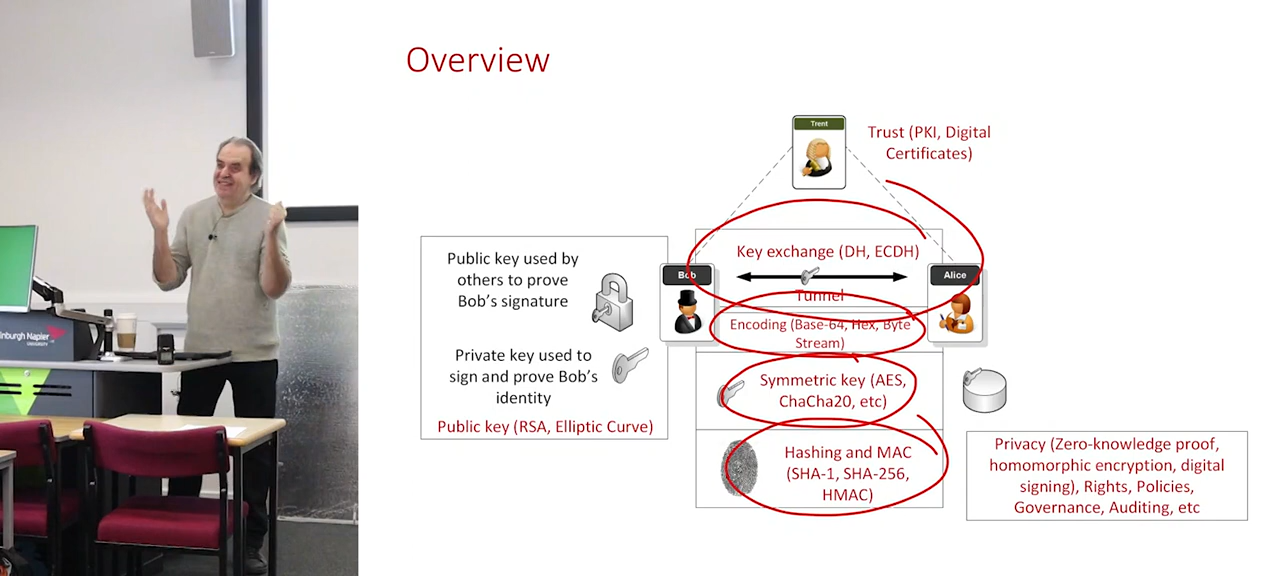 Overview
Trent
Trust (PKI, Digital
Certificates)
Key exchange (DH, ECDH)
Bob
Alice
Tunnel
Public key used by
others to prove
Bob's signature
Encoding (Base-64, Hex, Byte
Stream)
Private key used to
sign and prove Bob's
identity
Symmetric key (AES,
ChaCha20, etc)
Public key (RSA, Elliptic Curve)
Hashing and MAC
(SHA-1, SHA-256,
HMAC)
Privacy (Zero-knowledge proof,
homomorphic encryption, digital
signing), Rights, Policies,
Governance, Auditing, etc
inburgh Napier
UNIVERSITY